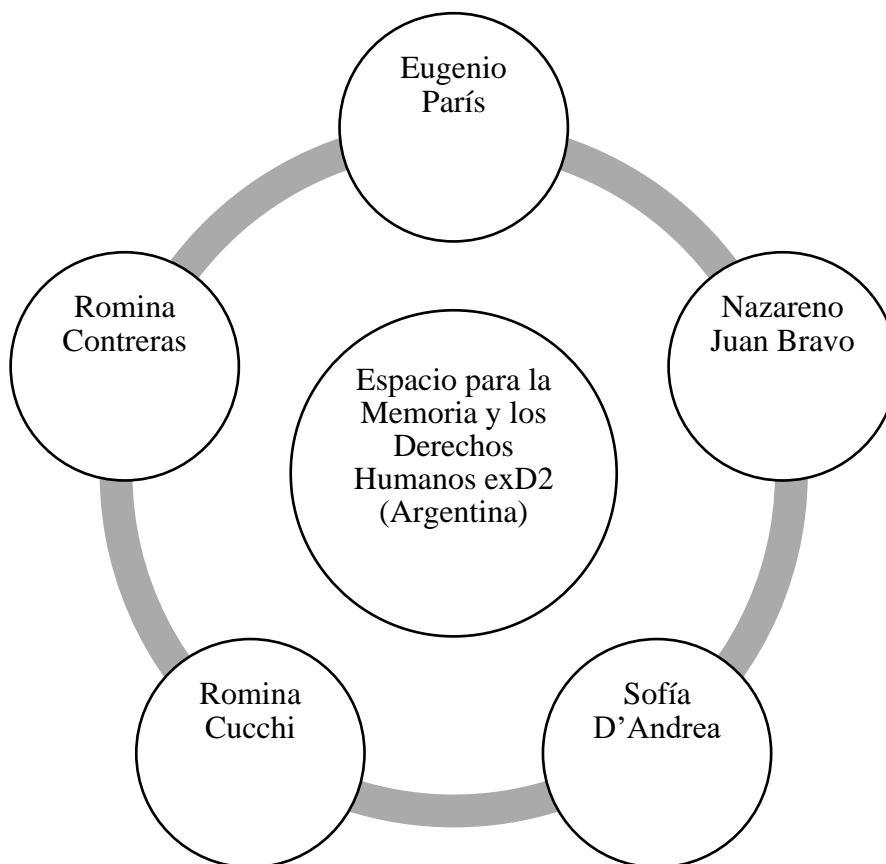 Eugenio
París
Romina
Contreras
Nazareno
Juan Bravo
Espacio para la
Memoria y los
Derechos
Humanos exD2
(Argentina)
Romina
Cucchi
Sofía
D’Andrea